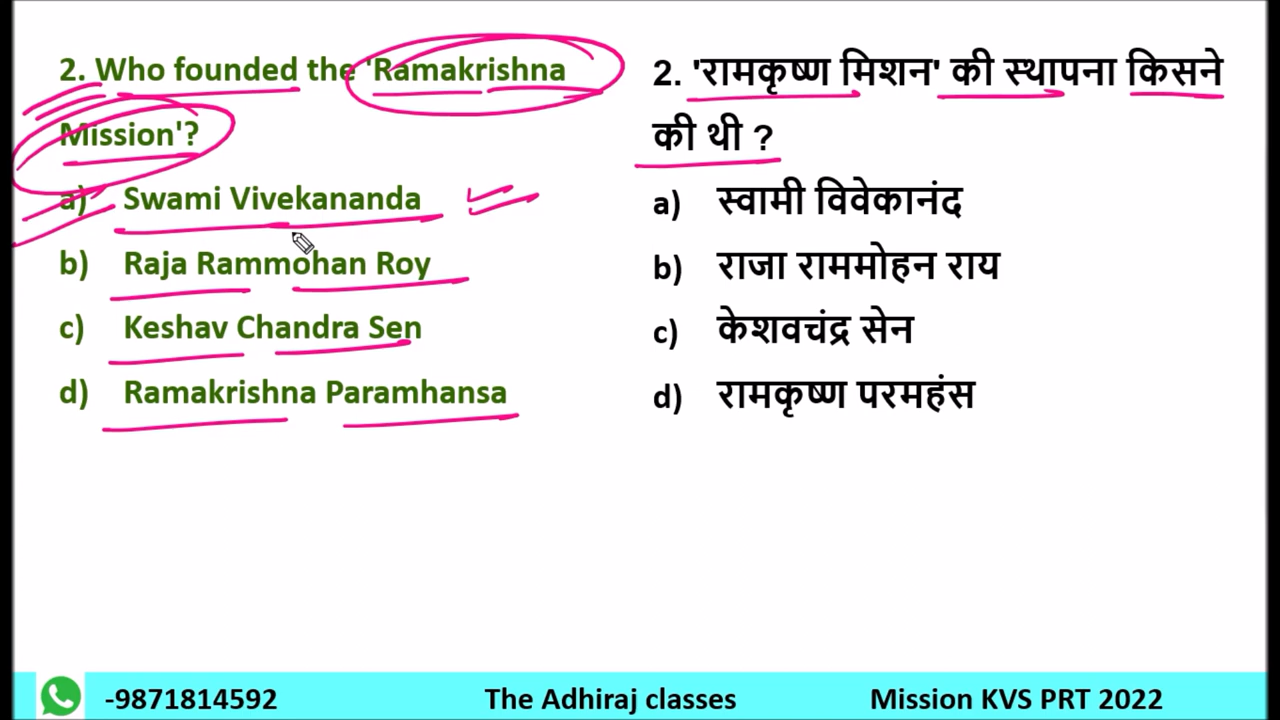 2. Who founded the 'Ramakrishna
Mission'?
a) Swami Vivekananda
b) Raja Rammohan Roy
c) Keshav Chandra Sen
d) Ramakrishna Paramhansa
2. 'रामकृष्ण मिशन' की स्थापना किसने
की थी ?
a) स्वामी विवेकानंद
b) राजा राममोहन राय
c) केशवचंद्र सेन
d) रामकृष्ण परमहंस
-9871814592 The Adhiraj classes Mission KVS PRT 2022